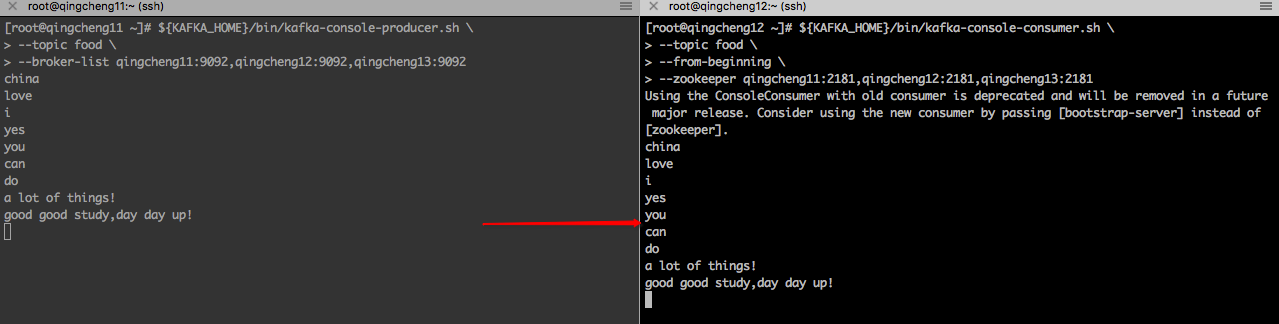 root@qingcheng11:~ (ssh)
[root@qingcheng11 ~]# ${KAFKA_HOME}/bin/kafka-console-producer.sh \
> --topic food \
> --broker-list qingcheng11:9092,qingcheng12:9092,qingcheng13:9092
china
love
i
yes
you
can
do
a lot of things!
good good study,day day up!
root@qingcheng12:~ (ssh)
[root@qingcheng12 ~]# ${KAFKA_HOME}/bin/kafka-console-consumer.sh \
> --topic food \
> --from-beginning \
> --zookeeper qingcheng11:2181,qingcheng12:2181,qingcheng13:2181
Using the ConsoleConsumer with old consumer is deprecated and will be removed in a future
 major release. Consider using the new consumer by passing [bootstrap-server] instead of
[zookeeper].
china
love
i
yes
you
can
do
a lot of things!
good good study,day day up!